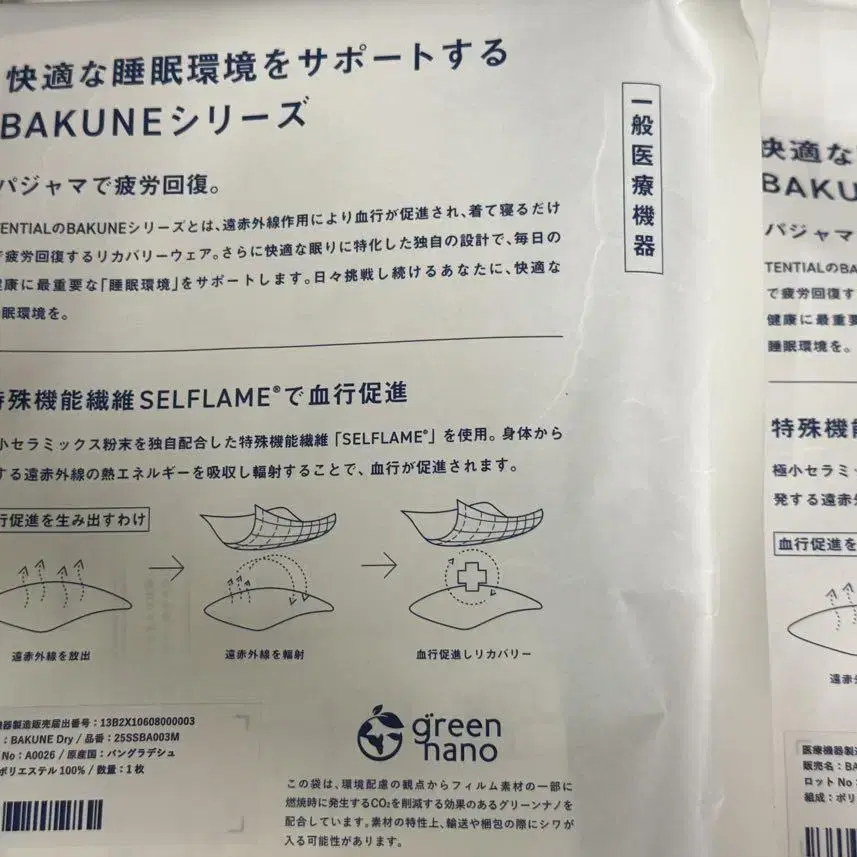 快適な睡眠環境をサポートする
BAKUNEシリーズ
パジャマで疲労回復。
TENTIALのBAKUNEシリーズとは、遠赤外線作用により血行が促進され、着て寝るだけ
で疲労回復するリカバリーウェア。さらに快適な眠りに特化した独自の設計で、毎日の
健康に最重要な「睡眠環境」をサポートします。日々挑戦し続けるあなたに、快適な
眠環境を。
一般医療機器
特殊機能繊維SELFLAME®で血行促進
小セラミックス粉末を独自配合した特殊機能繊維「SELFLAME®」を使用。身体から
する遠赤外線の熱エネルギーを吸収し輻射することで、血行が促進されます。
行促進を生み出すわけ
遠赤外線を放出
遠赤外線を輻射
血行促進しリカバリー
機器製造販売届出番号：13B2X10608000003
：BAKUNE Dry / 品番：25SSBA003M
No：A0026 / 原産国：バングラデシュ
ポリエステル100% / 数量：1枚
green nano
この袋は、環境配慮の観点からフィルム素材の一部に
燃焼時に発生するCO₂を削減する効果のあるグリーンナノを
配合しています。素材の特性上、輸送や梱包の際にシワが
入る可能性があります。
快適な
BAKU
パジャマ
TENTIALのBA
で疲労回復す
健康に最重要
睡眠環境を。
特殊機能
極小セラミ
発する遠赤外
血行促進を
遠赤
医療機器製造
販売名：BA
ロットNo：
組成：ポリ